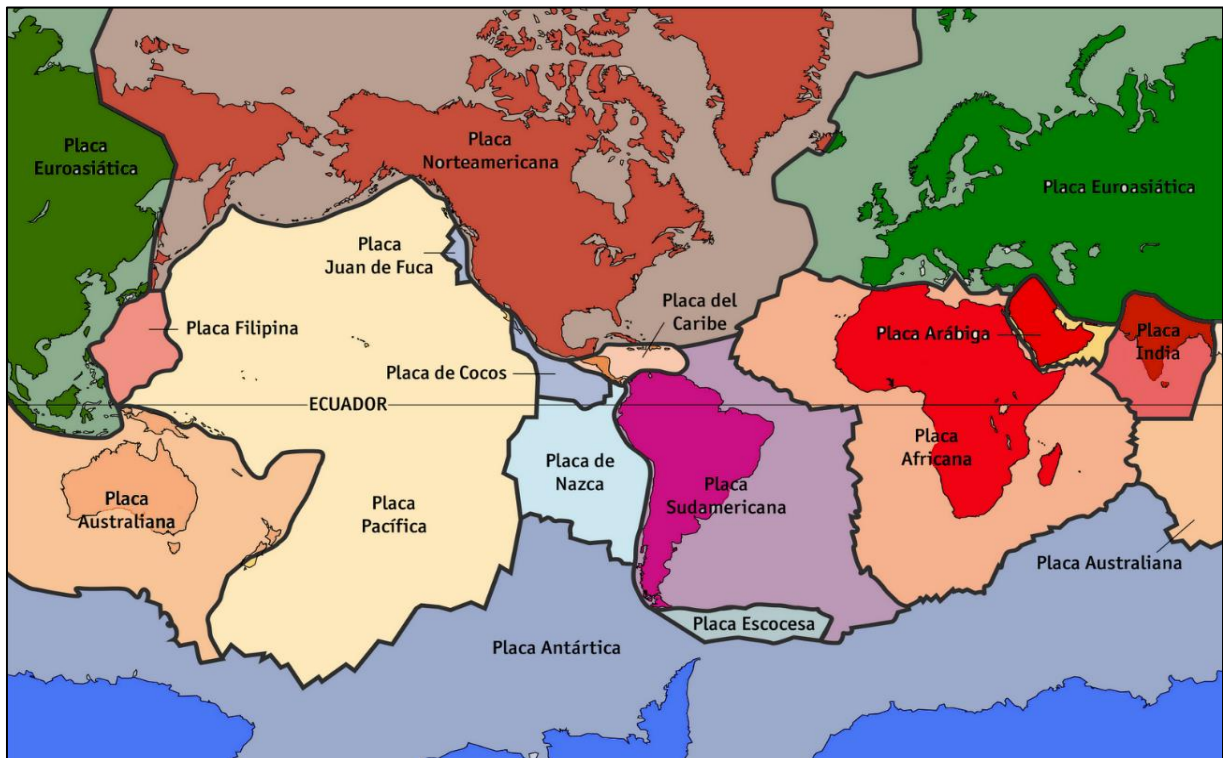 Placa
Euroasiática
Placa
Norteamericana
Placa Euroasiática
Placa
Juan de Fuca
Placa del
Caribe
Placa Filipina
Placa Arábiga
Placa
India
Placa de Cocos
ECUADOR
Placa
Africana
Placa de
Nazca
Placa
Sudamericana
Placa
Australiana
Placa
Pacífica
Placa Australiana
Placa Escocesa
Placa Antártica